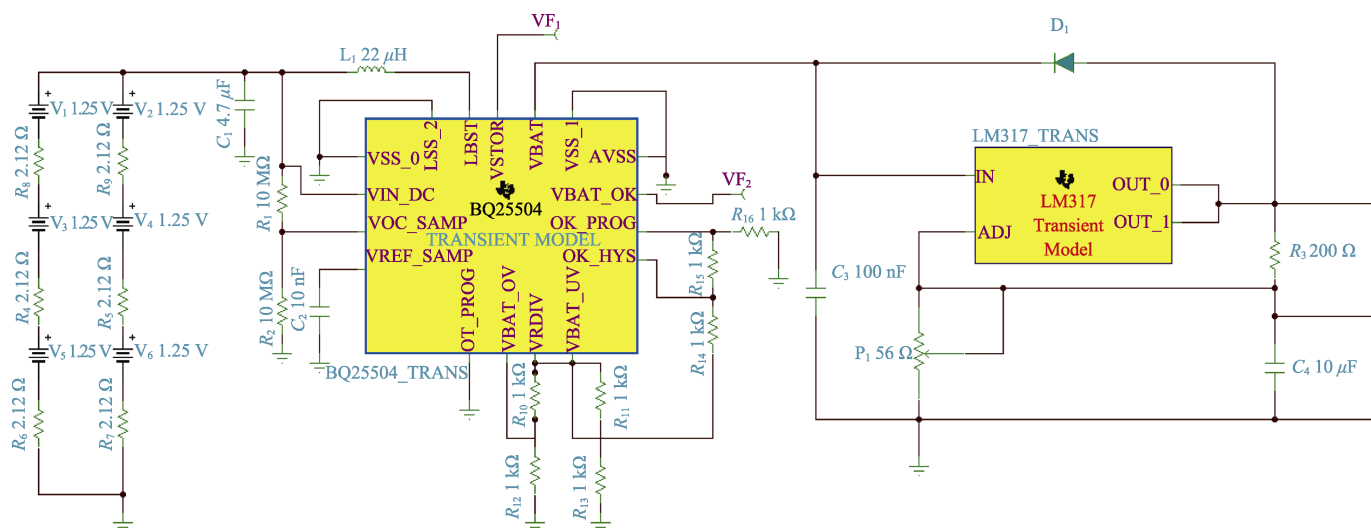 VF₁
D₁
L₁ 22 μH
V₁ 1.25 V
V₂ 1.25 V
C₁ 4.7 μF
R₈ 2.12 Ω
R₉ 2.12 Ω
V₃ 1.25 V
V₄ 1.25 V
R₄ 2.12 Ω
R₅ 2.12 Ω
V₅ 1.25 V
V₆ 1.25 V
R₆ 2.12 Ω
R₇ 2.12 Ω
R₁ 10 MΩ
R₂ 10 MΩ
C₂ 10 nF
LSS_2
LBST
VSTOR
VBAT
VSS_1
VSS_0
AVSS
VIN_DC
VBAT_OK
BQ25504
VOC_SAMP
OK_PROG
TRANSIENT MODEL
VREF_SAMP
OK_HYS
OT_PROG
VBAT_OV
VRDIV
VBAT_UV
BQ25504_TRANS
VF₂
R₁₆ 1 kΩ
R₁₅ 1 kΩ
R₁₄ 1 kΩ
R₁₀ 1 kΩ
R₁₁ 1 kΩ
R₁₂ 1 kΩ
R₁₃ 1 kΩ
LM317_TRANS
IN
OUT_0
LM317
OUT_1
Transient
ADJ
Model
C₃ 100 nF
R₃ 200 Ω
P₁ 56 Ω
C₄ 10 μF